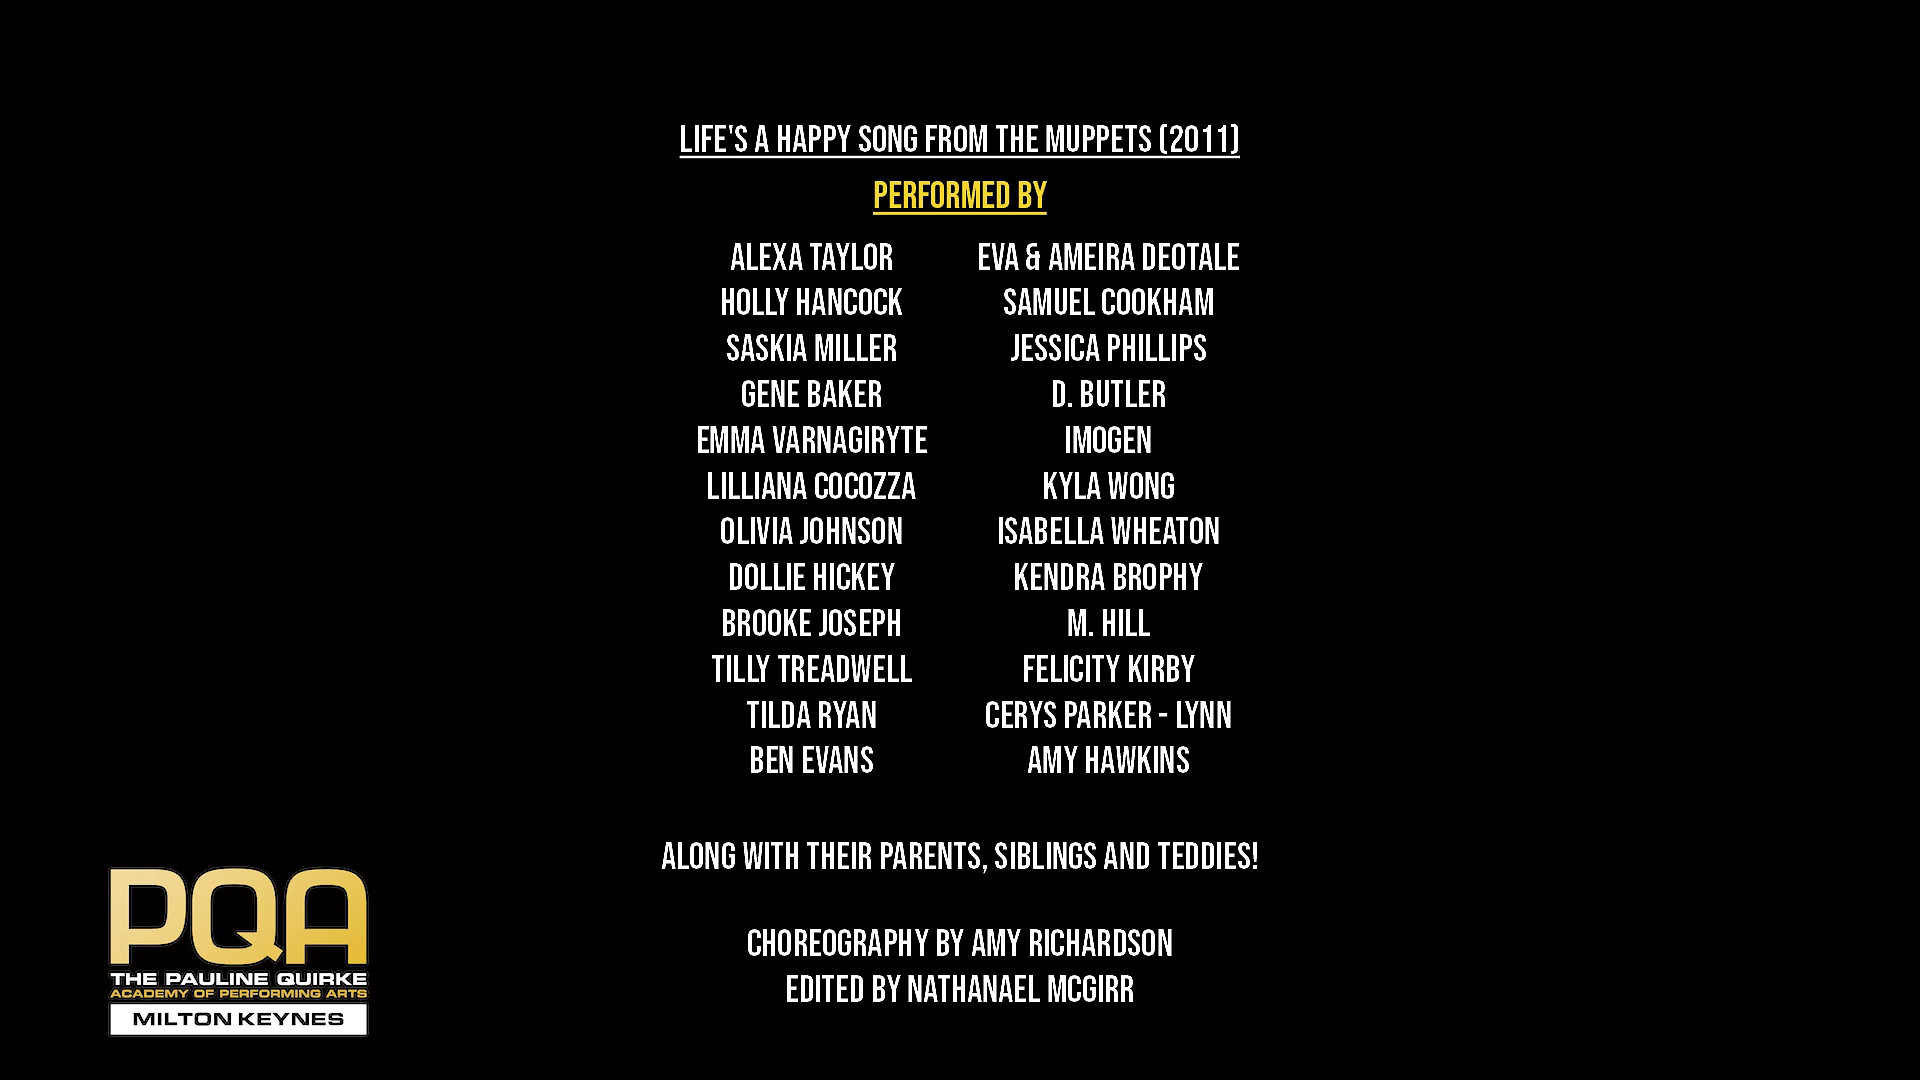 LIFE'S A HAPPY SONG FROM THE MUPPETS (2011)
PERFORMED BY
ALEXA TAYLOR
HOLLY HANCOCK
SASKIA MILLER
GENE BAKER
EMMA VARNAGIRYTE
LILLIANA COCOZZA
OLIVIA JOHNSON
DOLLIE HICKEY
BROOKE JOSEPH
TILLY TREADWELL
TILDA RYAN
BEN EVANS
EVA & AMEIRA DEOTALE
SAMUEL COOKHAM
JESSICA PHILLIPS
D. BUTLER
IMOGEN
KYLA WONG
ISABELLA WHEATON
KENDRA BROPHY
M. HILL
FELICITY KIRBY
CERYS PARKER - LYNN
AMY HAWKINS
ALONG WITH THEIR PARENTS, SIBLINGS AND TEDDIES!
CHOREOGRAPHY BY AMY RICHARDSON
EDITED BY NATHANAEL MCGIRR
PQA
THE PAULINE QUIRKE
ACADEMY OF PERFORMING ARTS
MILTON KEYNES